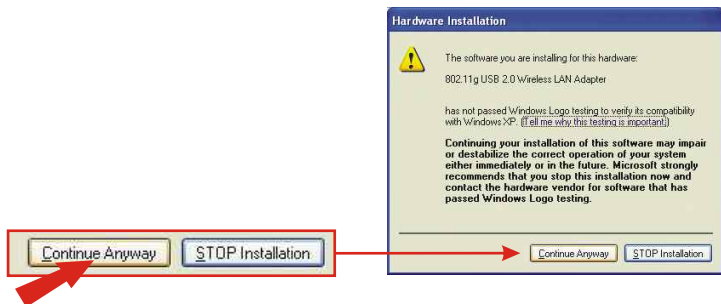 Hardware Installation
The software you are installing for this hardware:
802.11g USB 2.0 Wireless LAN Adapter
has not passed Windows Logo testing to verify its compatibility
with Windows XP. (Tell me why this testing is important.)
Continuing your installation of this software may impair
or destabilize the correct operation of your system
either immediately or in the future. Microsoft strongly
recommends that you stop this installation now and
contact the hardware vendor for software that has
passed Windows Logo testing.
Continue Anyway STOP Installation
Continue Anyway STOP Installation